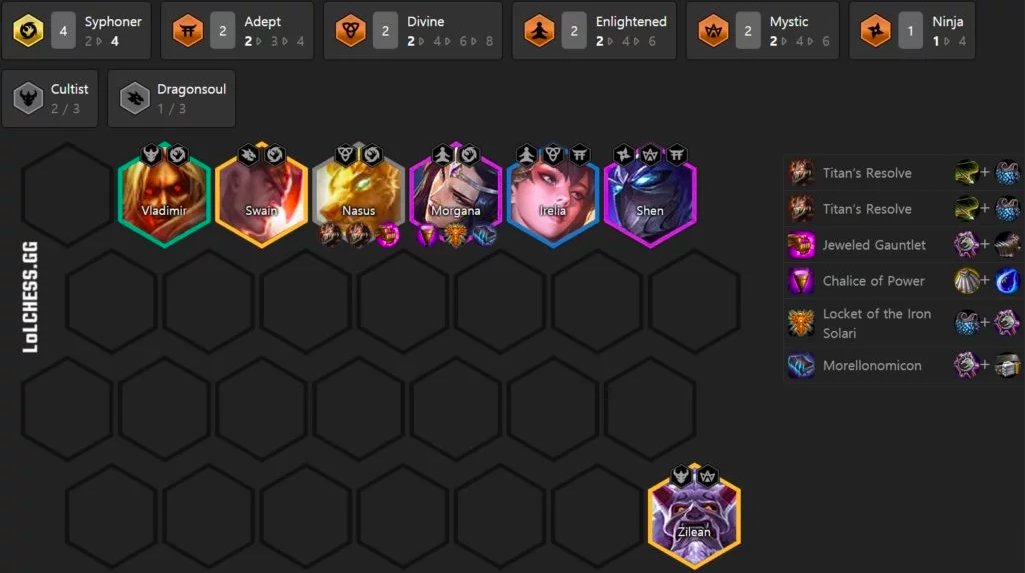 4 Syphoner
2 4
2 Adept
2 3 4
2 Divine
2 4 6 8
2 Enlightened
2 4 6
2 Mystic
2 4 6
1 Ninja
1 4
Cultist
2 / 3
Dragonsoul
1 / 3
Vladimir Swain Nasus Morgana Irelia Shen
Zilean
LoLCHESS.GG
Titan's Resolve +
Titan's Resolve +
Jeweled Gauntlet +
Chalice of Power +
Locket of the Iron
Solari +
Morellonomicon +